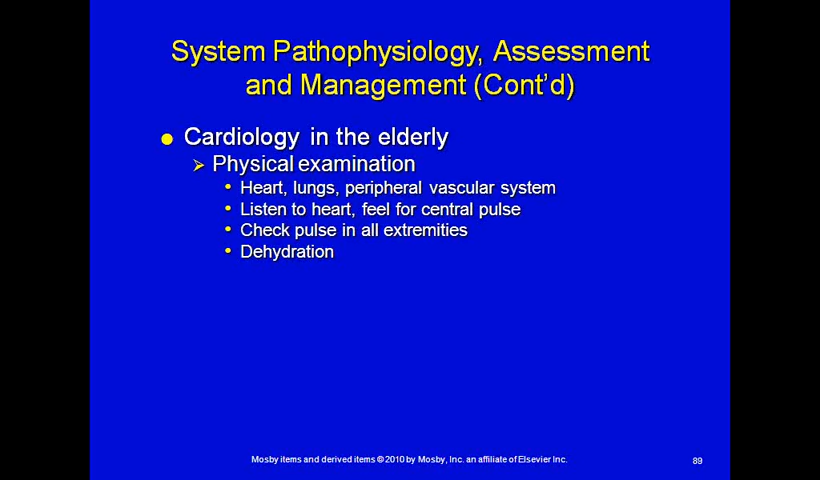 System Pathophysiology, Assessment
and Management (Cont'd)
Cardiology in the elderly
Physical examination
Heart, lungs, peripheral vascular system
Listen to heart, feel for central pulse
Check pulse in all extremities
Dehydration
Mosby items and derived items © 2010 by Mosby, Inc. an affiliate of Elsevier Inc.
89